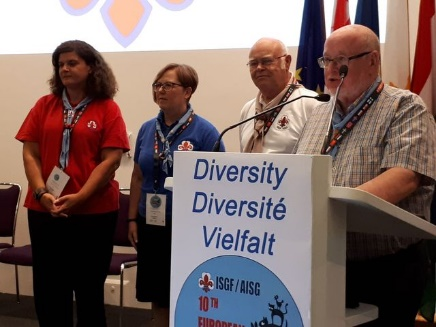 Diversity
Diversité
Vielfalt
ISGF/AISG
10TH
EUROPEAN